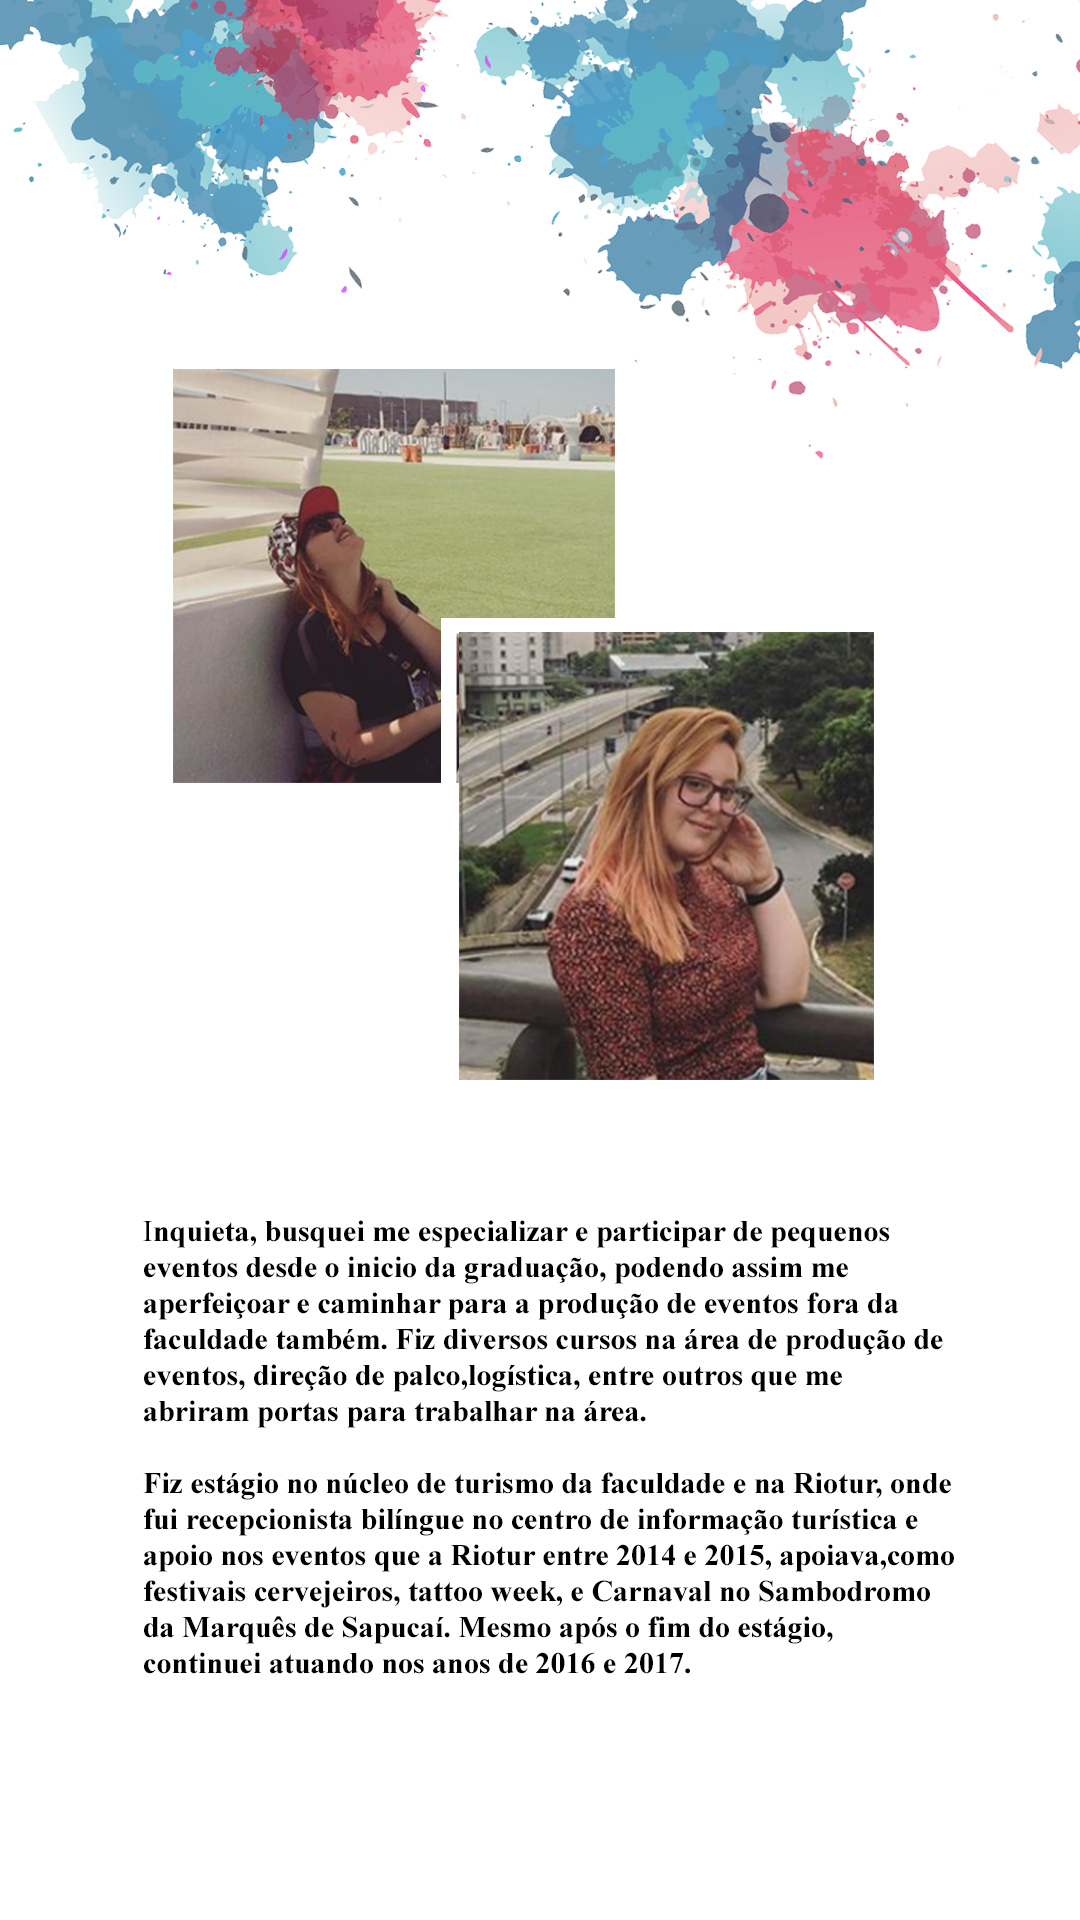 Inquieta, busquei me especializar e participar de pequenos
eventos desde o inicio da graduação, podendo assim me
aperfeiçoar e caminhar para a produção de eventos fora da
faculdade também. Fiz diversos cursos na área de produção de
eventos, direção de palco,logística, entre outros que me
abriram portas para trabalhar na área.
Fiz estágio no núcleo de turismo da faculdade e na Riotur, onde
fui recepcionista bilíngue no centro de informação turística e
apoio nos eventos que a Riotur entre 2014 e 2015, apoiava,como
festivais cervejeiros, tattoo week, e Carnaval no Sambodromo
da Marquês de Sapucaí. Mesmo após o fim do estágio,
continuei atuando nos anos de 2016 e 2017.